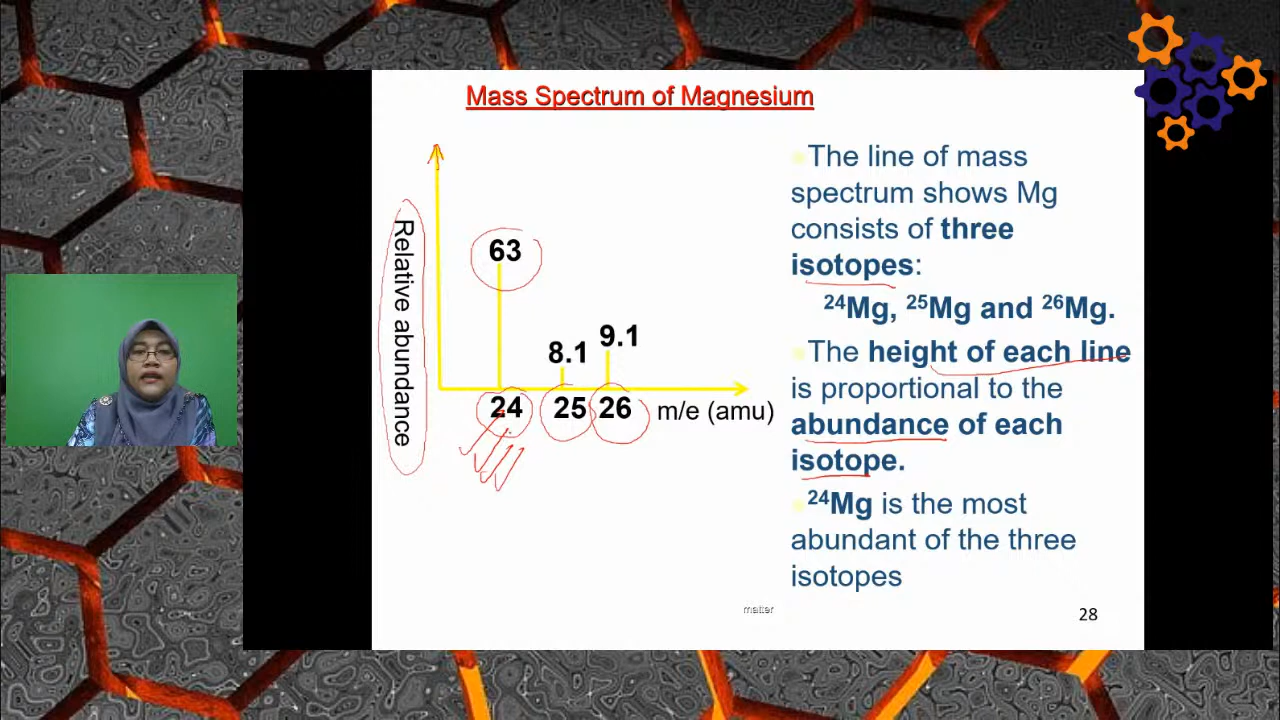 Mass Spectrum of Magnesium
Relative abundance
63
8.1
9.1
24 25 26 m/e (amu)
The line of mass
spectrum shows Mg
consists of three
isotopes:
²⁴Mg, ²⁵Mg and ²⁶Mg.
The height of each line
is proportional to the
abundance of each
isotope.
²⁴Mg is the most
abundant of the three
isotopes
matter
28